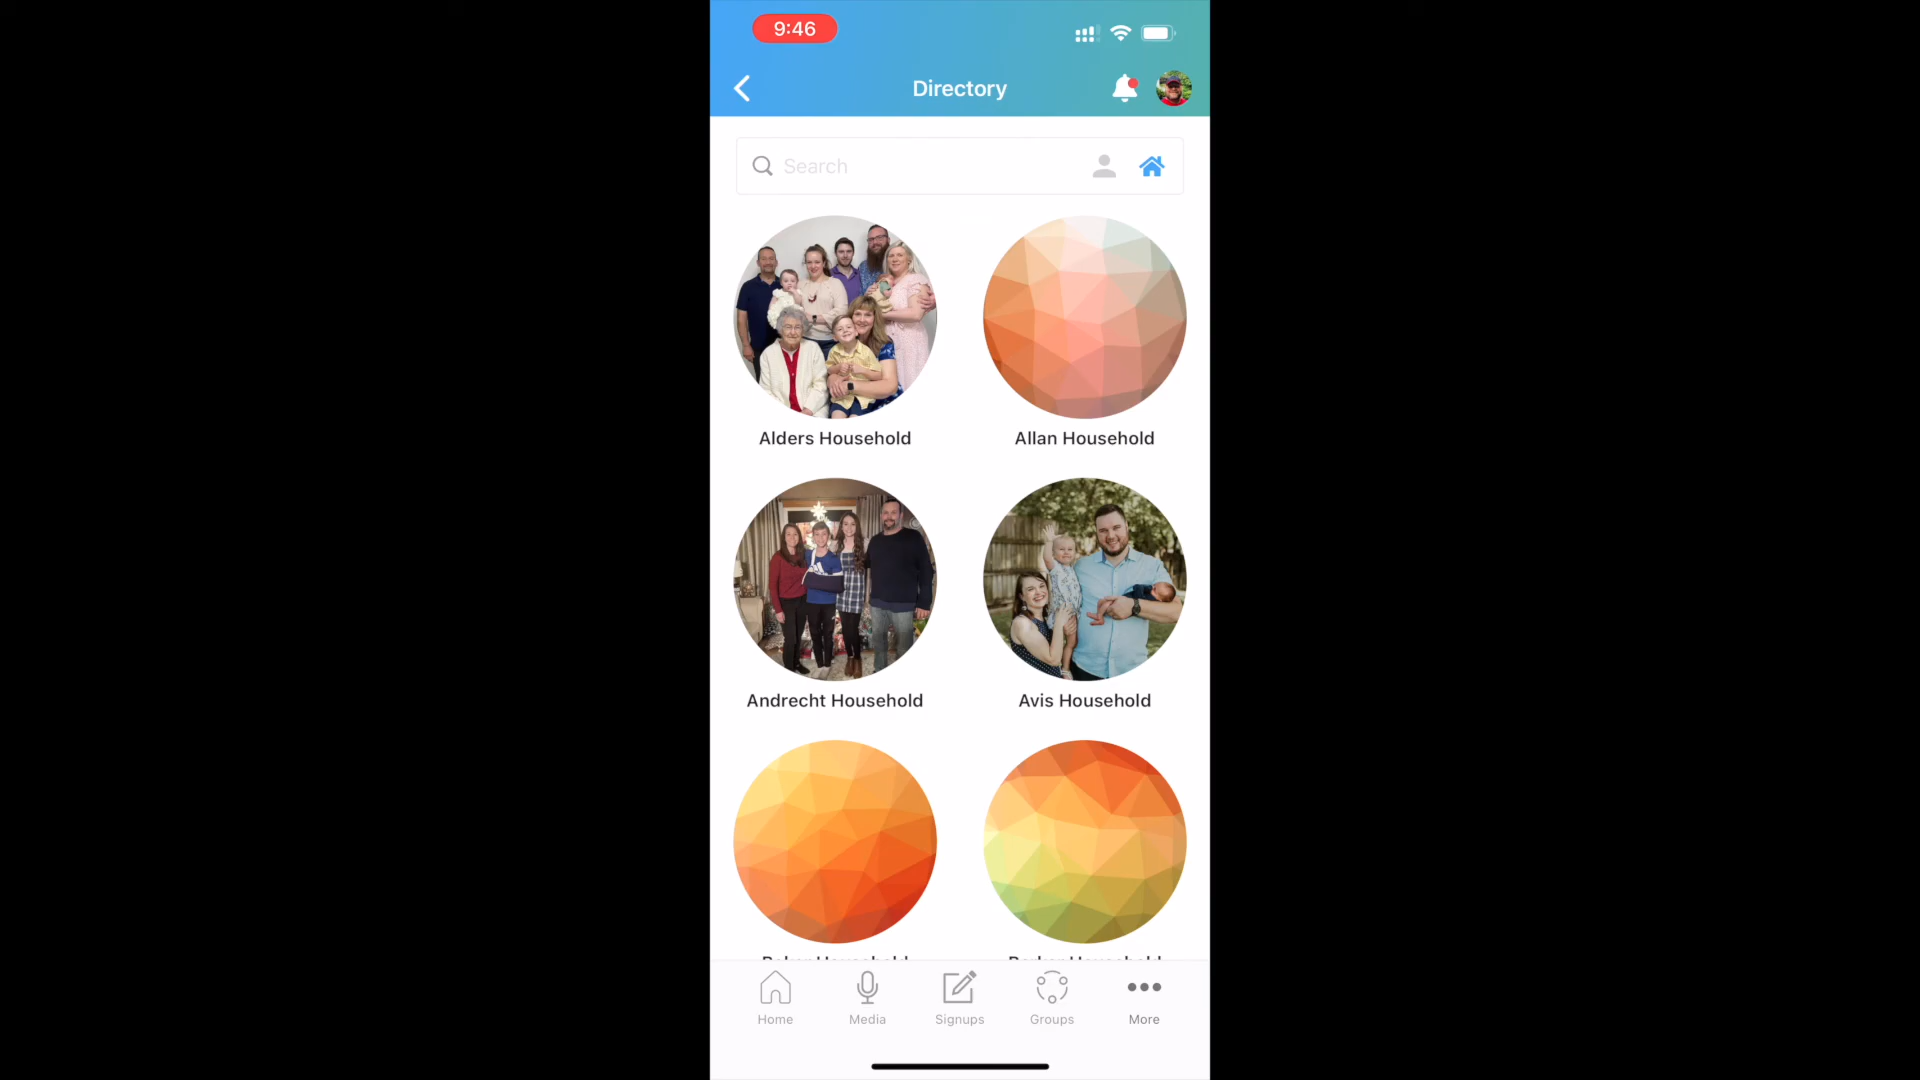 9:46
Directory
Search
Alders Household
Allan Household
Andrecht Household
Avis Household
Home
Media
Signups
Groups
More